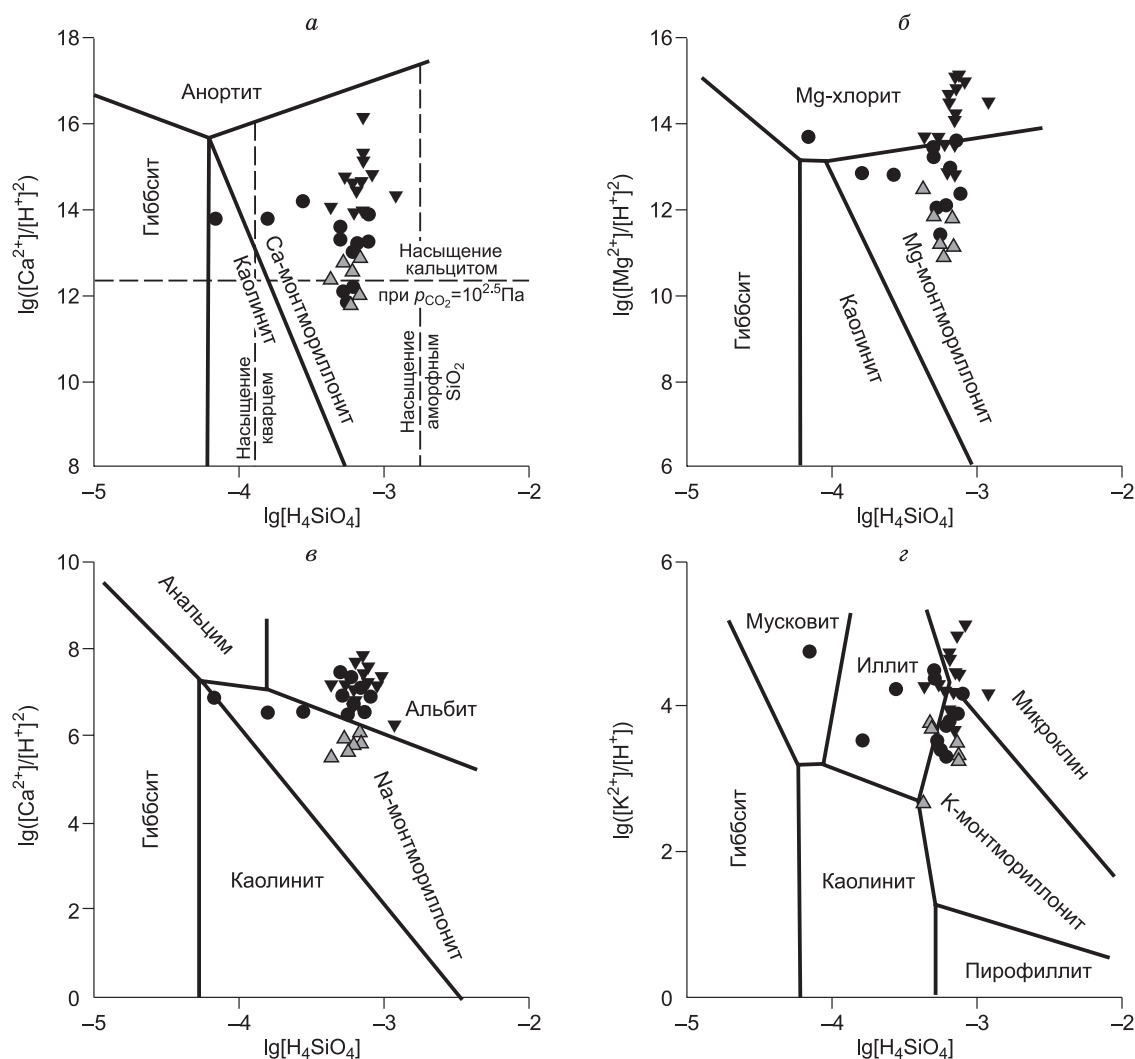 а
18
16
14
12
10
8
lg([Ca²⁺]/[H⁺]²)
Анортит
Гиббсит
Каолинит
Са-монтмориллонит
Насыщение
кальцитом
при pCO₂=10²·⁵Па
Насыщение
кварцем
Насыщение
аморфным
SiO₂
–5
–4
–3
–2
lg[H₄SiO₄]
б
16
14
12
10
8
6
lg([Mg²⁺]/[H⁺]²)
Mg-хлорит
Гиббсит
Каолинит
Mg-монтмориллонит
–5
–4
–3
–2
lg[H₄SiO₄]
в
10
8
6
4
2
0
lg([Ca²⁺]/[H⁺]²)
Анальцим
Альбит
Гиббсит
Каолинит
Na-монтмориллонит
–5
–4
–3
–2
lg[H₄SiO₄]
г
6
4
2
0
lg([K²⁺]/[H⁺])
Мусковит
Иллит
Микроклин
Гиббсит
Каолинит
К-монтмориллонит
Пирофиллит
–5
–4
–3
–2
lg[H₄SiO₄]